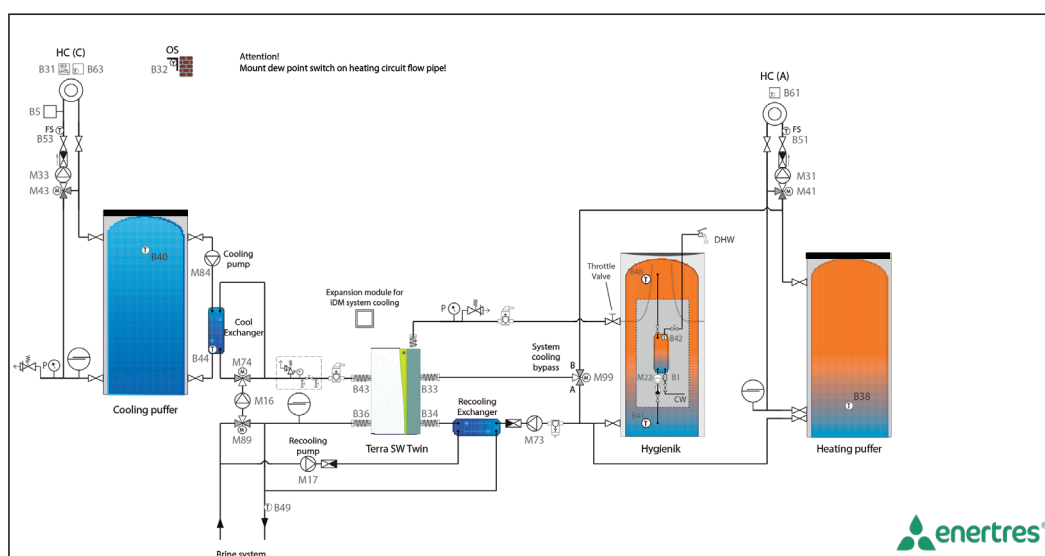 HC (C)
B31
B63
OS
B32
Attention!
Mount dew point switch on heating circuit flow pipe!
HC (A)
B61
B5
FS
B53
FS
B51
M33
M43
M31
M41
B40
M84
Cooling
pump
DHW
Throttle
Valve
B48
Expansion module for
iDM system cooling
P
P
Cool
Exchanger
B44
M74
B42
System
cooling
bypass
B
M99
A
M22
B1
CW
B43
B33
M16
B36
B34
Recooling
Exchanger
B41
B38
Cooling puffer
M89
Terra SW Twin
M73
Hygienik
Heating puffer
Recooling
pump
M17
B49
Brine system
enertres®